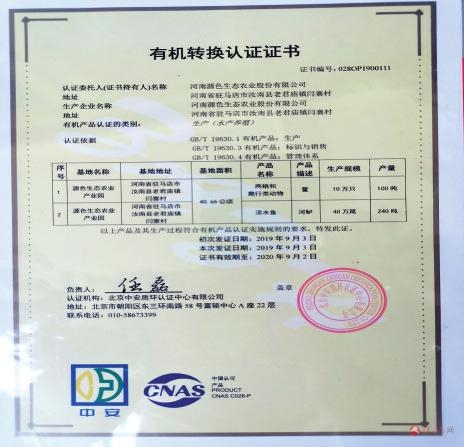 有机转换认证证书
证书编号：028OP1900111
认证委托人(证书持有人)名称 河南源色生态农业股份有限公司
地址 河南省驻马店市汝南县老君庙镇闫寨村
生产企业名称 河南源色生态农业股份有限公司
地址 河南省驻马店市汝南县老君庙镇闫寨村
有机产品认证的类别： 生产（水产养殖）
认证依据 GB/T 19630.1 有机产品：生产
GB/T 19630.3 有机产品：标识与销售
GB/T 19630.4 有机产品：管理体系
序号 基地名称 基地地址 基地面积 产品名称 产品描述 生产规模 产量
1 源色生态农业产业园 河南省驻马店市汝南县老君庙镇闫寨村 40.66公顷 两栖和爬行类动物 鳖 10万只 100吨
2 源色生态农业产业园 河南省驻马店市汝南县老君庙镇闫寨村 淡水鱼 河鲈 40万尾 240吨
以上产品及其生产过程符合有机产品认证实施规则的要求，特发此证。
初次发证日期：2019年9月3日
本次发证日期：2019年9月3日
证书有效期至：2020年9月2日
负责人： 盖章
认证机构：北京中安质环认证中心有限公司
地址：北京市朝阳区东三环南路58号富顿中心A座22层
联系电话：010-58673399
中安
CNAS
中国认可
产品
PRODUCT
CNAS C028-P